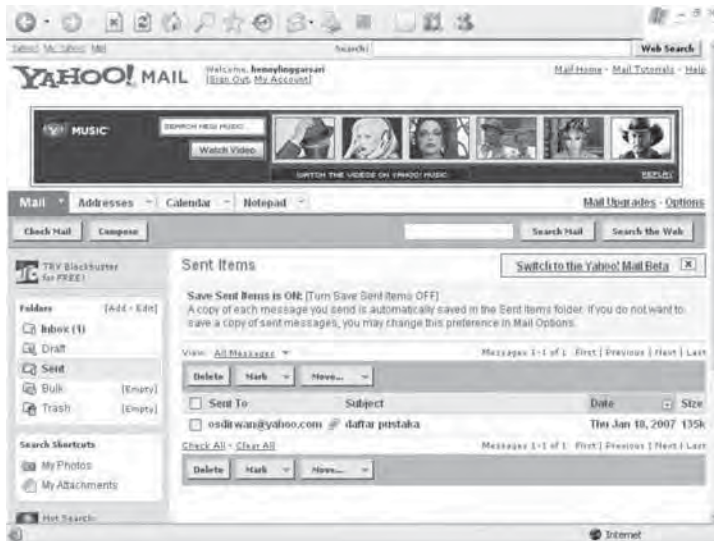 Yahoo! My Yahoo! Mail
Search:
Web Search
YAHOO! MAIL
Welcome, hennylinggarsari
[Sign Out, My Account]
Mail Home - Mail Tutorials - Help
MUSIC
SEARCH NEW MUSIC
Watch Video
WATCH THE VIDEOS ON YAHOO! MUSIC
REPLAY
Mail Addresses Calendar Notepad
Mail Upgrades - Options
Check Mail Compose
Search Mail Search the Web
TRY Blockbuster
for FREE!
Sent Items
Switch to the Yahoo! Mail Beta
Save Sent Items is ON: [Turn Save Sent Items OFF]
A copy of each message you send is automatically saved in the Sent Items folder. If you do not want to
save a copy of sent messages, you may change this preference in Mail Options.
Folders [Add - Edit]
Inbox (1)
Draft
Sent
Bulk [Empty]
Trash [Empty]
View: All Messages
Messages 1-1 of 1 First | Previous | Next | Last
Delete Mark Move...
Sent To Subject Date Size
osdirwan@yahoo.com daftar pustaka Thu Jan 18, 2007 135k
Check All - Clear All
Messages 1-1 of 1 First | Previous | Next | Last
Delete Mark Move...
Search Shortcuts
My Photos
My Attachments
Hot Search:
Internet